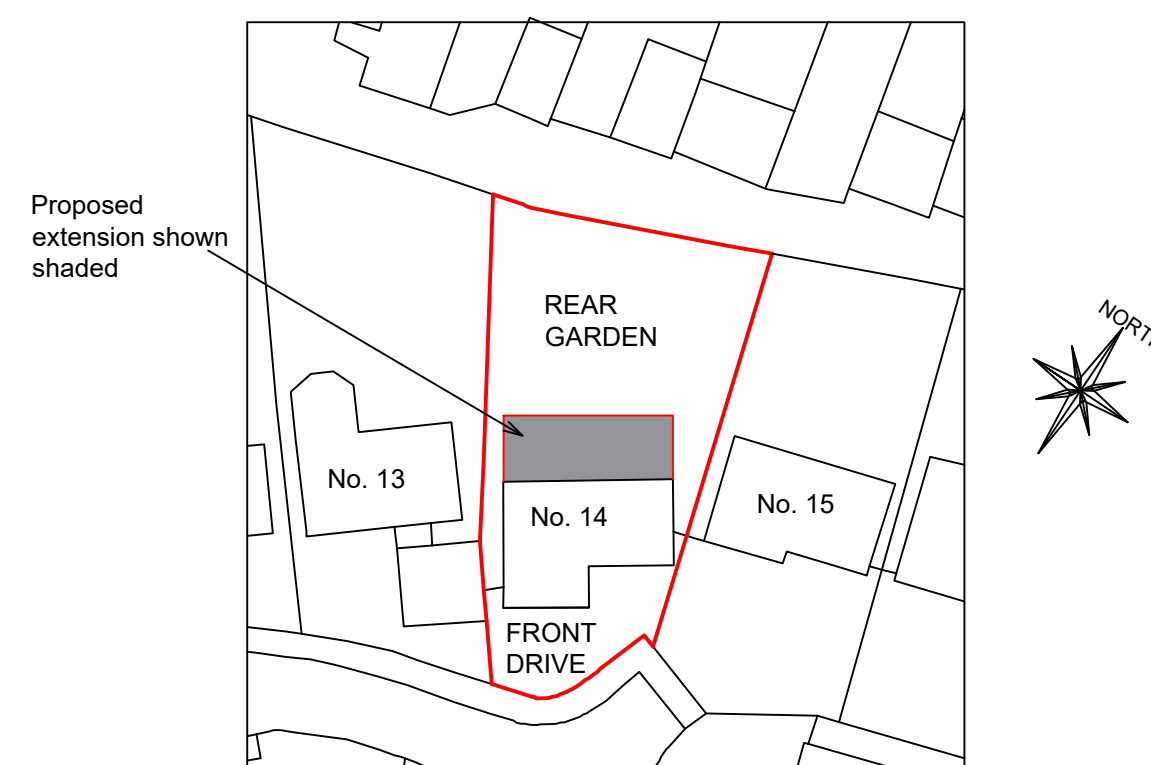 Proposed
extension shown
shaded
REAR
GARDEN
No. 13
No. 14
No. 15
FRONT
DRIVE